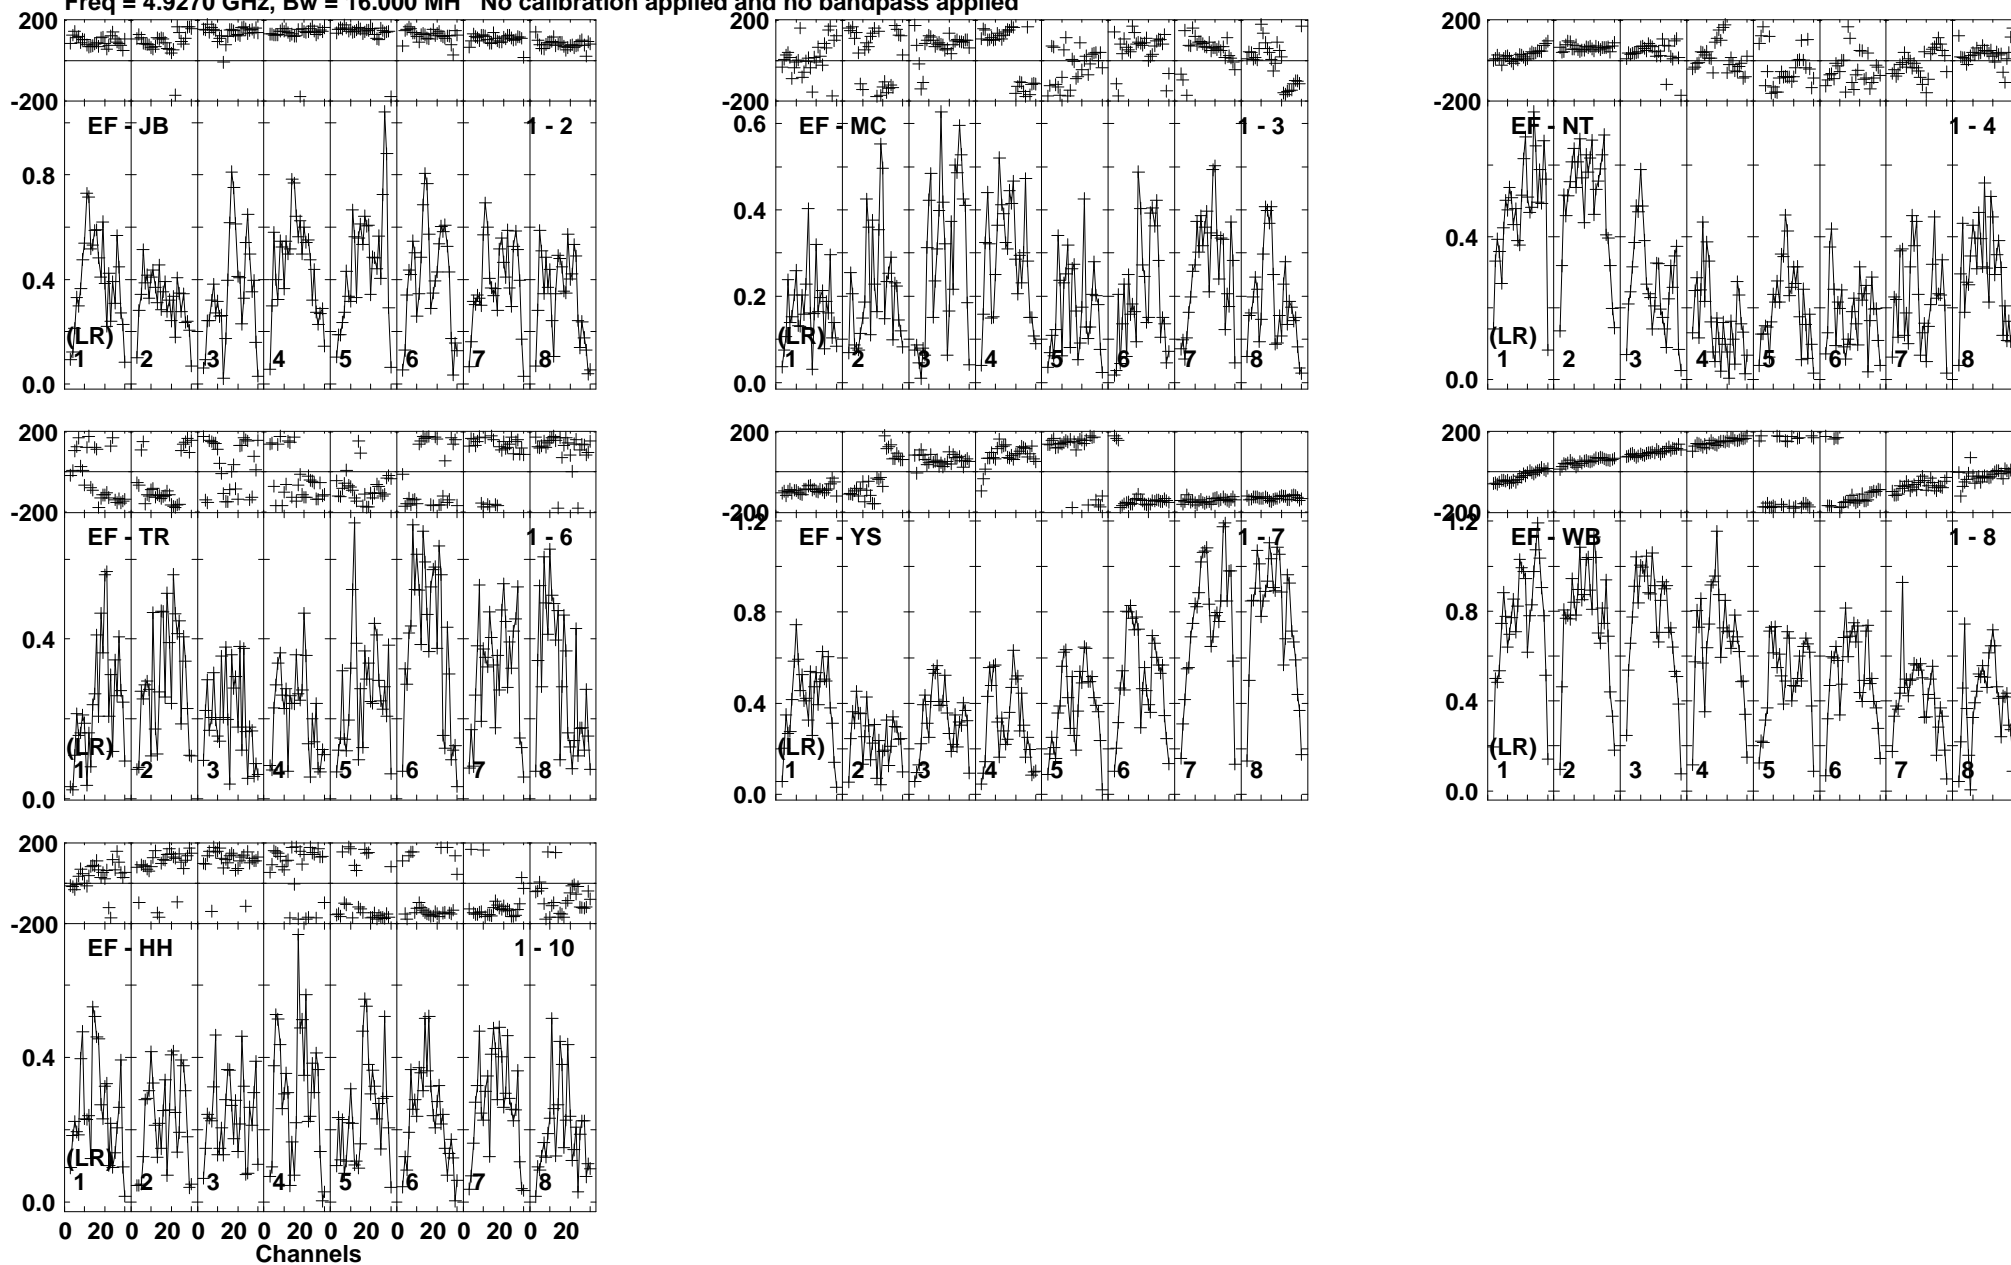 Freq = 4.9270 GHz, Bw = 16.000 MH No calibration applied and no bandpass applied
200 200 200
-200 -200 -200
EF - JB 1 - 2 EF - MC 1 - 3 EF - NT 1 - 4
0.8 0.6
0.4 0.4 0.4
0.2
(LR) (LR) (LR)
1 2 3 4 5 6 7 8 1 2 3 4 5 6 7 8 1 2 3 4 5 6 7 8
0.0 0.0 0.0
200 200 200
-200 -200 -200
1.2 1.2
EF - TR 1 - 6 EF - YS 1 - 7 EF - WB 1 - 8
0.8 0.8
0.4 0.4 0.4
(LR) (LR) (LR)
1 2 3 4 5 6 7 8 1 2 3 4 5 6 7 8 1 2 3 4 5 6 7 8
0.0 0.0 0.0
200
-200
EF - HH 1 - 10
0.4
(LR)
1 2 3 4 5 6 7 8
0.0
0 20 0 20 0 20 0 20 0 20 0 20 0 20 0 20
Channels